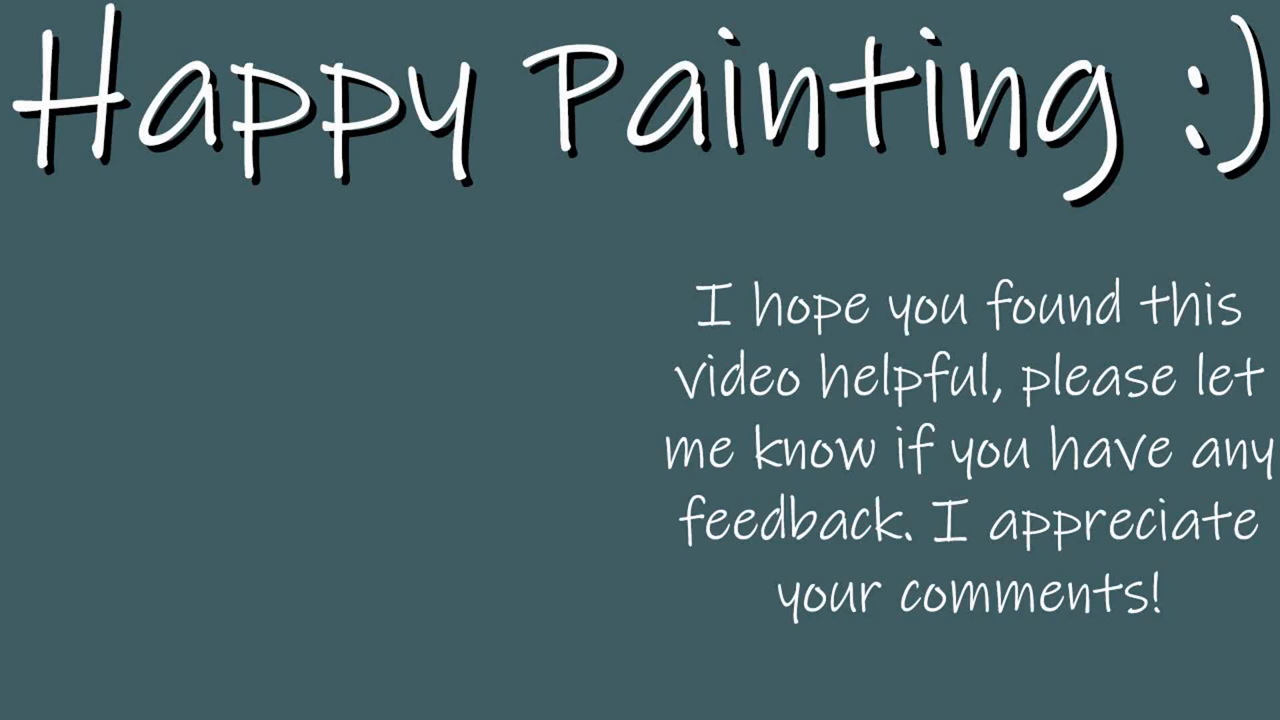 Happy Painting :)
I hope you found this
video helpful, please let
me know if you have any
feedback. I appreciate
your comments!